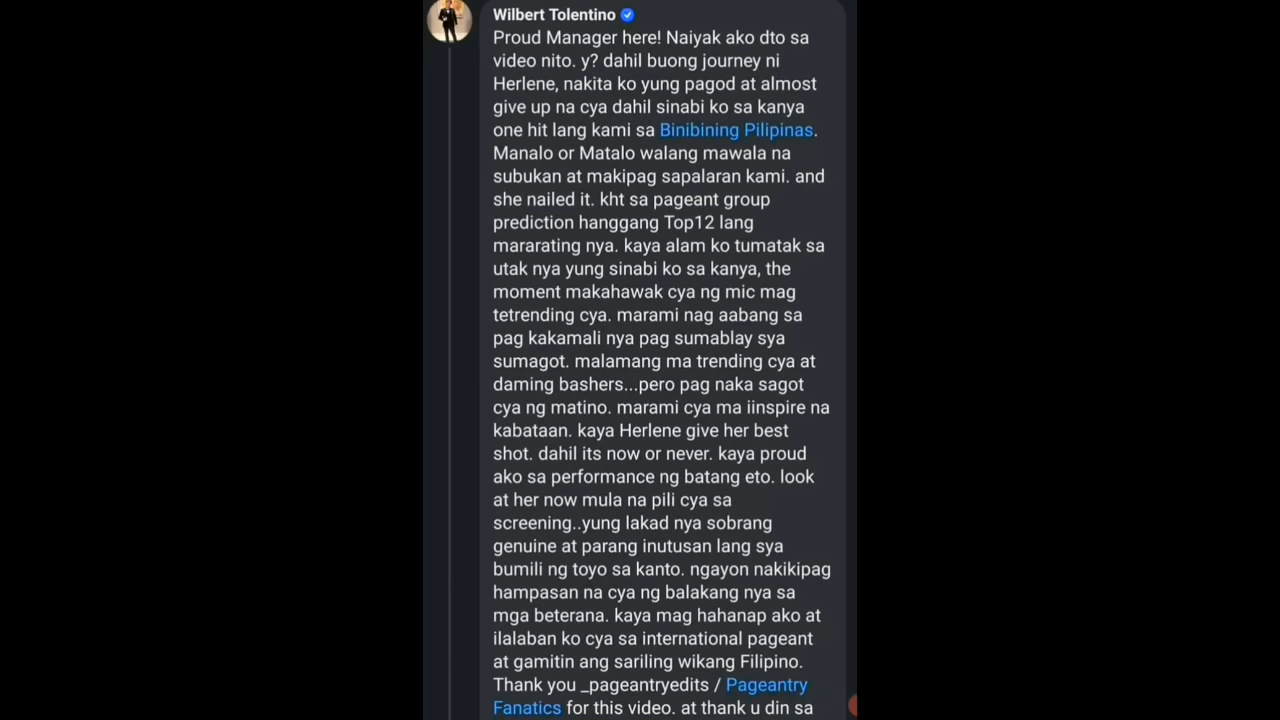 Wilbert Tolentino
Proud Manager here! Naiyak ako dto sa
video nito. y? dahil buong journey ni
Herlene, nakita ko yung pagod at almost
give up na cya dahil sinabi ko sa kanya
one hit lang kami sa Binibining Pilipinas.
Manalo or Matalo walang mawala na
subukan at makipag sapalaran kami. and
she nailed it. kht sa pageant group
prediction hanggang Top12 lang
mararating nya. kaya alam ko tumatak sa
utak nya yung sinabi ko sa kanya, the
moment makahawak cya ng mic mag
tetrending cya. marami nag aabang sa
pag kakamali nya pag sumablay sya
sumagot. malamang ma trending cya at
daming bashers...pero pag naka sagot
cya ng matino. marami cya ma iinspire na
kabataan. kaya Herlene give her best
shot. dahil its now or never. kaya proud
ako sa performance ng batang eto. look
at her now mula na pili cya sa
screening..yung lakad nya sobrang
genuine at parang inutusan lang sya
bumili ng toyo sa kanto. ngayon nakikipag
hampasan na cya ng balakang nya sa
mga beterana. kaya mag hahanap ako at
ilalaban ko cya sa international pageant
at gamitin ang sariling wikang Filipino.
Thank you _pageantryedits / Pageantry
Fanatics for this video. at thank u din sa